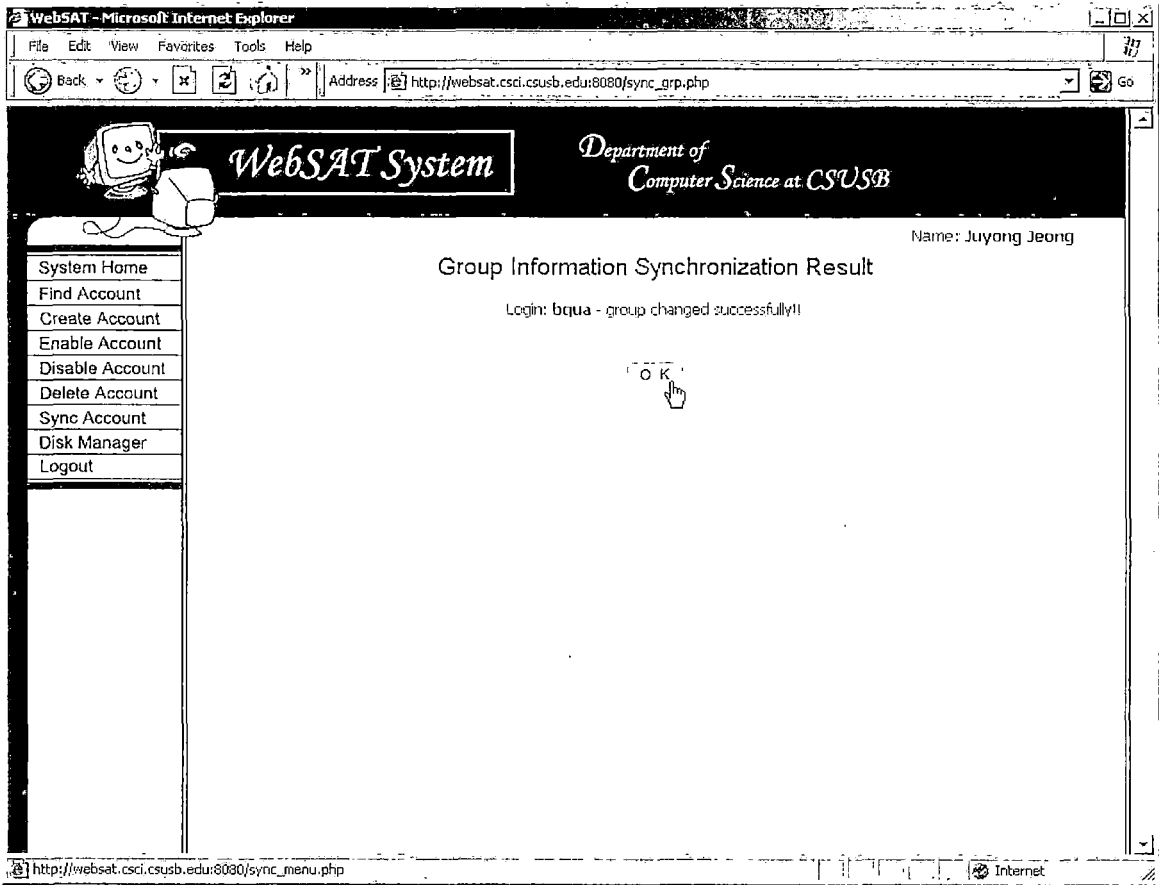 WebSAT - Microsoft Internet Explorer
File Edit View Favorites Tools Help
Back Address http://websat.csci.csusb.edu:8080/sync_grp.php Go
WebSAT System
Department of
Computer Science at CSUSB
Name: Juyong Jeong
System Home
Find Account
Create Account
Enable Account
Disable Account
Delete Account
Sync Account
Disk Manager
Logout
Group Information Synchronization Result
Login: bqua - group changed successfully!!
O K
http://websat.csci.csusb.edu:8080/sync_menu.php Internet